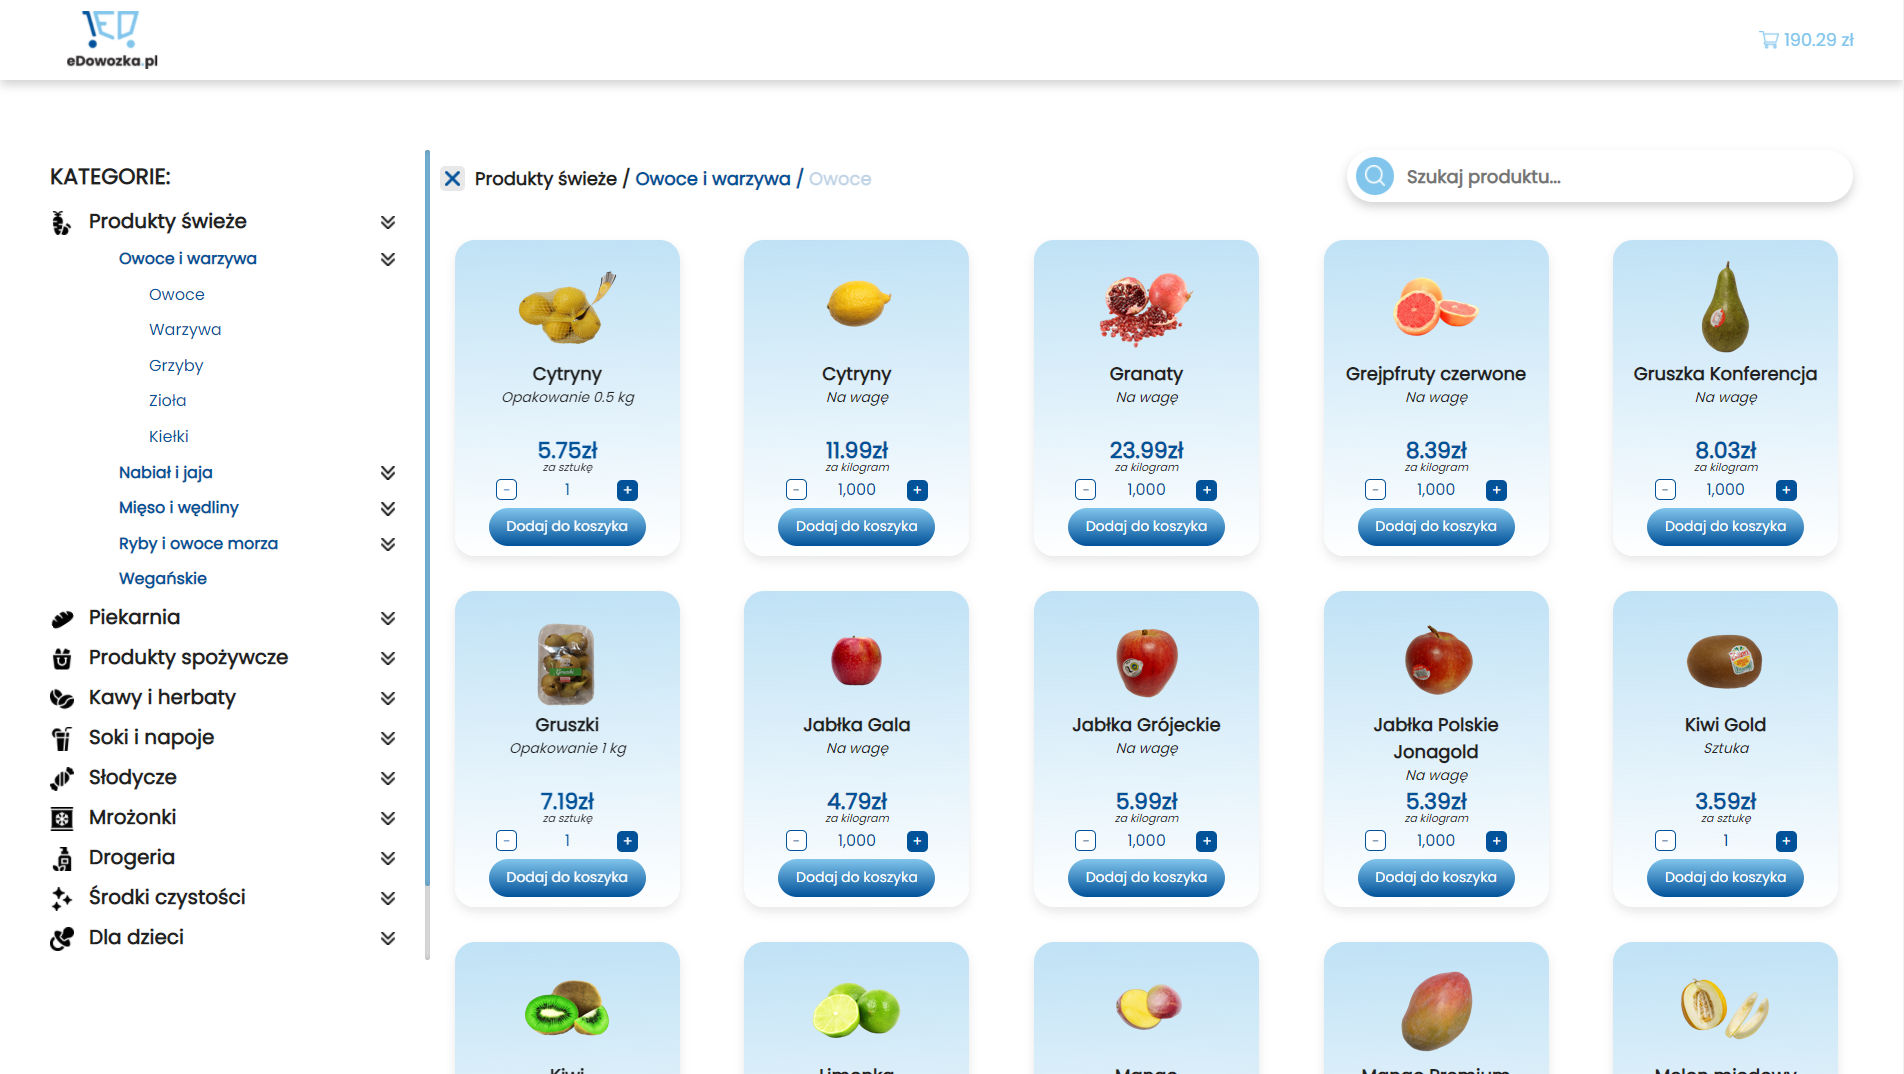 ED
eDowozka.pl
190.29 zł
KATEGORIE:
Produkty świeże
Owoce i warzywa
Owoce
Warzywa
Grzyby
Zioła
Kiełki
Nabiał i jaja
Mięso i wędliny
Ryby i owoce morza
Wegańskie
Piekarnia
Produkty spożywcze
Kawy i herbaty
Soki i napoje
Słodycze
Mrożonki
Drogeria
Środki czystości
Dla dzieci
Produkty świeże / Owoce i warzywa / Owoce
Szukaj produktu...
Cytryny
Opakowanie 0.5 kg
5.75zł
za sztukę
- 1 +
Dodaj do koszyka
Cytryny
Na wagę
11.99zł
za kilogram
- 1,000 +
Dodaj do koszyka
Granaty
Na wagę
23.99zł
za kilogram
- 1,000 +
Dodaj do koszyka
Grejpfruty czerwone
Na wagę
8.39zł
za kilogram
- 1,000 +
Dodaj do koszyka
Gruszka Konferencja
Na wagę
8.03zł
za kilogram
- 1,000 +
Dodaj do koszyka
Gruszki
Opakowanie 1 kg
7.19zł
za sztukę
- 1 +
Dodaj do koszyka
Jabłka Gala
Na wagę
4.79zł
za kilogram
- 1,000 +
Dodaj do koszyka
Jabłka Grójeckie
Na wagę
5.99zł
za kilogram
- 1,000 +
Dodaj do koszyka
Jabłka Polskie
Jonagold
Na wagę
5.39zł
za kilogram
- 1,000 +
Dodaj do koszyka
Kiwi Gold
Sztuka
3.59zł
za sztukę
- 1 +
Dodaj do koszyka
Kiwi
Limonka
Mango
Mango Premium
Melon miodowy